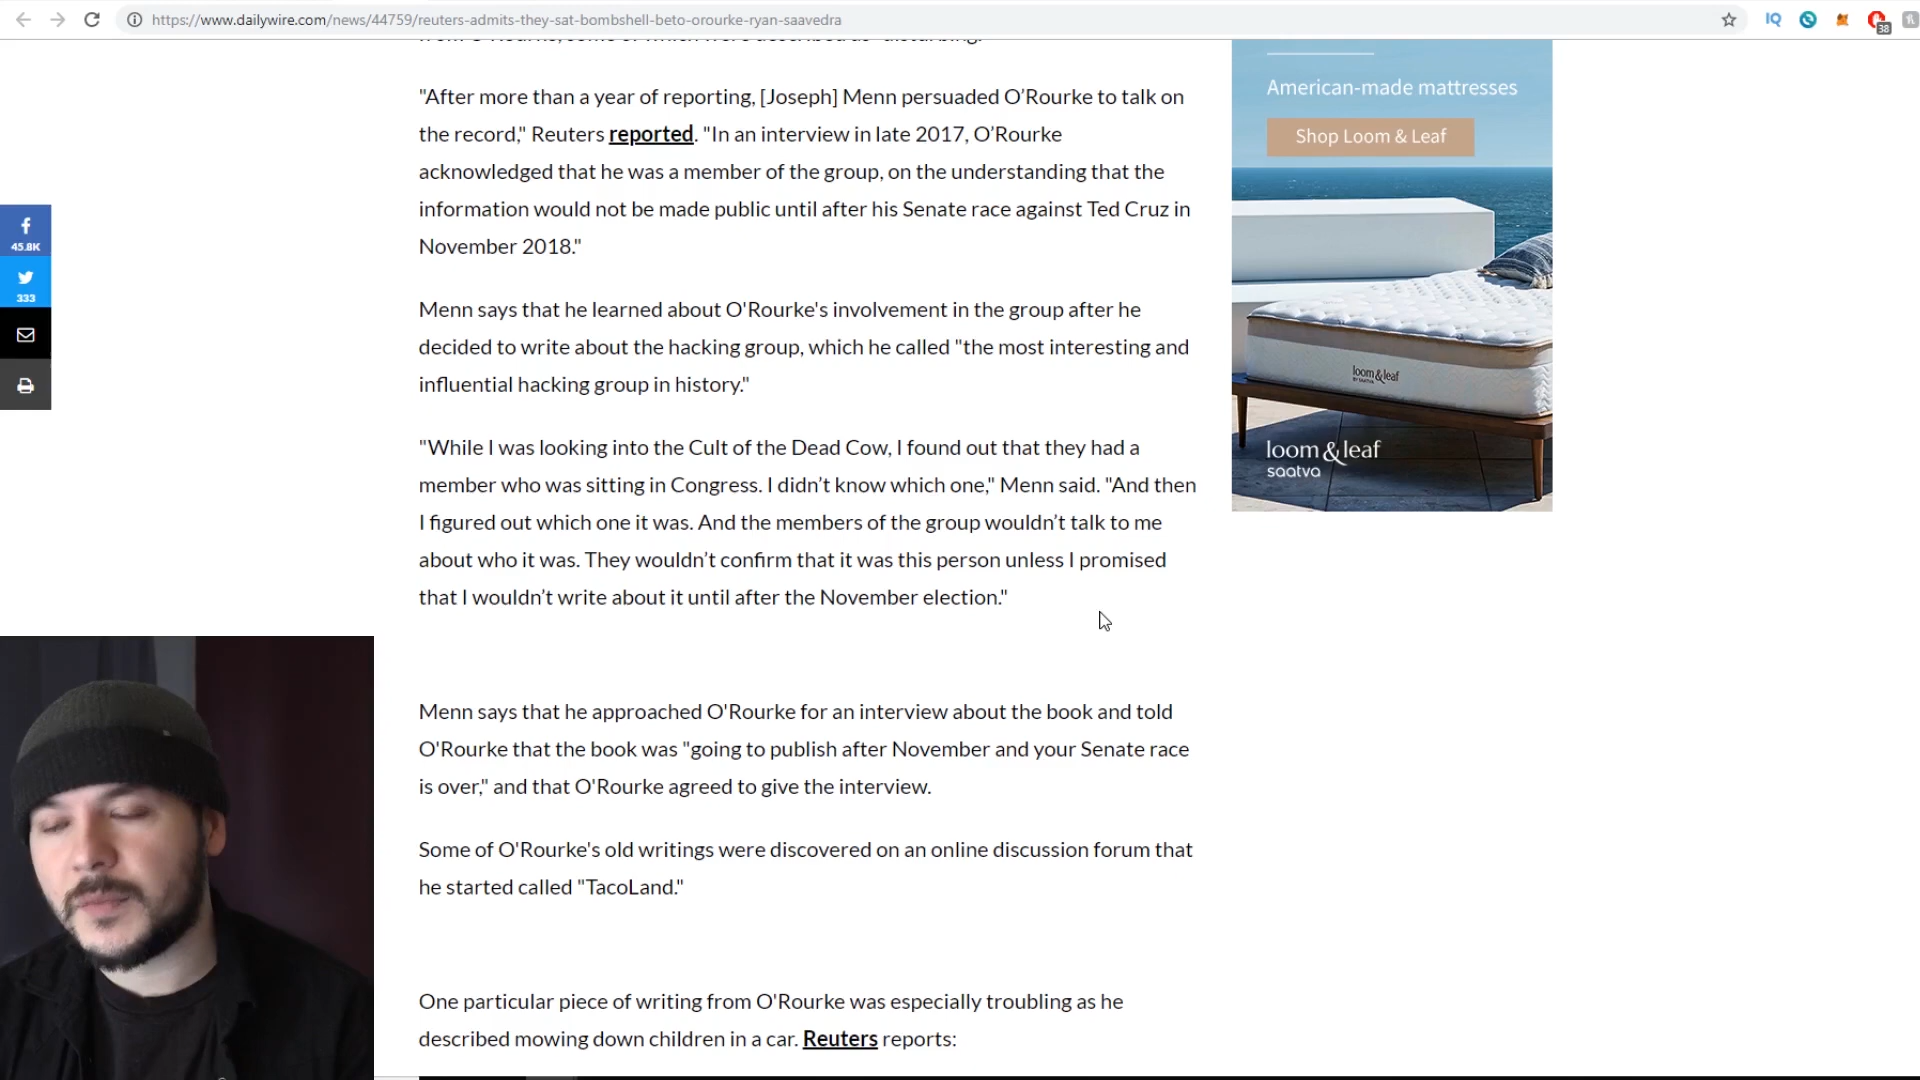 https://www.dailywire.com/news/44759/reuters-admits-they-sat-bombshell-beto-orourke-ryan-saavedra
IQ
38
"After more than a year of reporting, [Joseph] Menn persuaded O’Rourke to talk on
the record," Reuters reported. "In an interview in late 2017, O’Rourke
acknowledged that he was a member of the group, on the understanding that the
information would not be made public until after his Senate race against Ted Cruz in
November 2018."
Menn says that he learned about O'Rourke's involvement in the group after he
decided to write about the hacking group, which he called "the most interesting and
influential hacking group in history."
"While I was looking into the Cult of the Dead Cow, I found out that they had a
member who was sitting in Congress. I didn’t know which one," Menn said. "And then
I figured out which one it was. And the members of the group wouldn’t talk to me
about who it was. They wouldn’t confirm that it was this person unless I promised
that I wouldn’t write about it until after the November election."
Menn says that he approached O'Rourke for an interview about the book and told
O'Rourke that the book was "going to publish after November and your Senate race
is over," and that O'Rourke agreed to give the interview.
Some of O'Rourke's old writings were discovered on an online discussion forum that
he started called "TacoLand."
One particular piece of writing from O'Rourke was especially troubling as he
described mowing down children in a car. Reuters reports:
45.8K
333
American-made mattresses
Shop Loom & Leaf
loom&leaf
BY SAATVA
loom & leaf
saatva